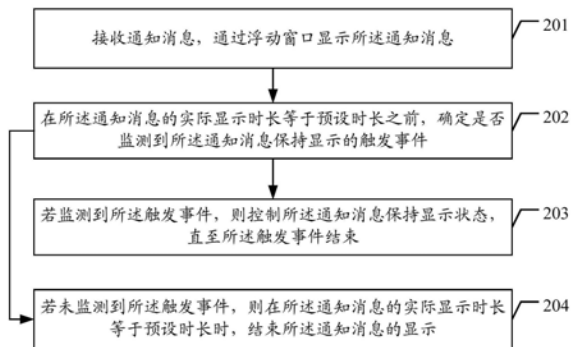 接收通知消息，通过浮动窗口显示所述通知消息
201
在所述通知消息的实际显示时长等于预设时长之前，确定是否
监测到所述通知消息保持显示的触发事件
202
若监测到所述触发事件，则控制所述通知消息保持显示状态，
直至所述触发事件结束
203
若未监测到所述触发事件，则在所述通知消息的实际显示时长
等于预设时长时，结束所述通知消息的显示
204